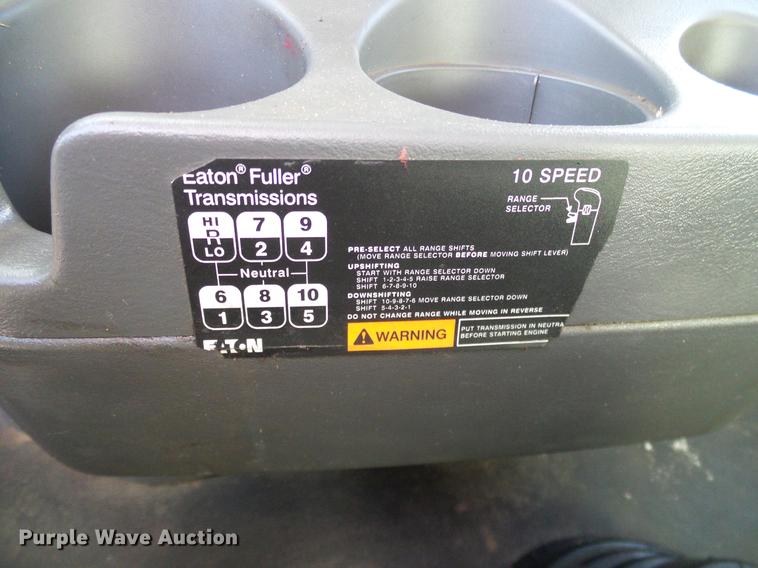 Eaton® Fuller®
Transmissions
10 SPEED
RANGE
SELECTOR
HI 7 9
R 2 4
LO
Neutral
6 8 10
1 3 5
PRE-SELECT ALL RANGE SHIFTS
(MOVE RANGE SELECTOR BEFORE MOVING SHIFT LEVER)
UPSHIFTING
START WITH RANGE SELECTOR DOWN
SHIFT 1-2-3-4-5 RAISE RANGE SELECTOR
SHIFT 6-7-8-9-10
DOWNSHIFTING
SHIFT 10-9-8-7-6 MOVE RANGE SELECTOR DOWN
SHIFT 5-4-3-2-1
DO NOT CHANGE RANGE WHILE MOVING IN REVERSE
WARNING
PUT TRANSMISSION IN NEUTRA
BEFORE STARTING ENGINE
EATON
Purple Wave Auction